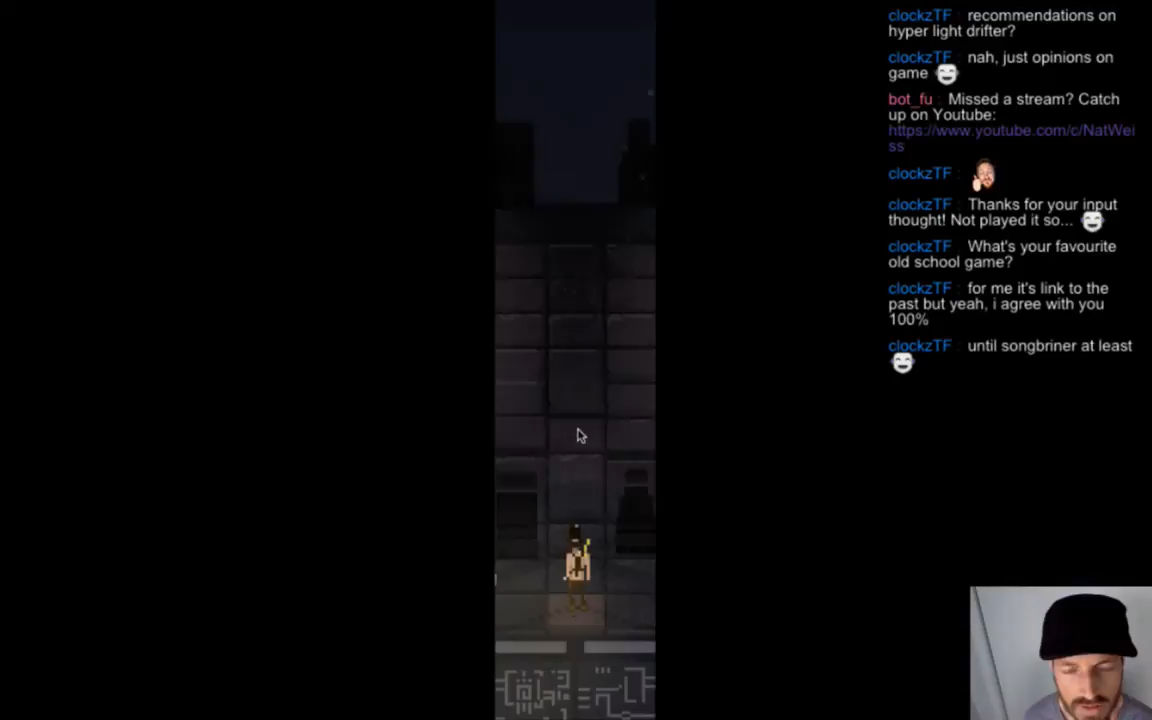 clockzTF : recommendations on
hyper light drifter?
clockzTF : nah, just opinions on
game
bot_fu : Missed a stream? Catch
up on Youtube:
https://www.youtube.com/c/NatWei
ss
clockzTF :
clockzTF : Thanks for your input
thought! Not played it so...
clockzTF : What's your favourite
old school game?
clockzTF : for me it's link to the
past but yeah, i agree with you
100%
clockzTF : until songbriner at least